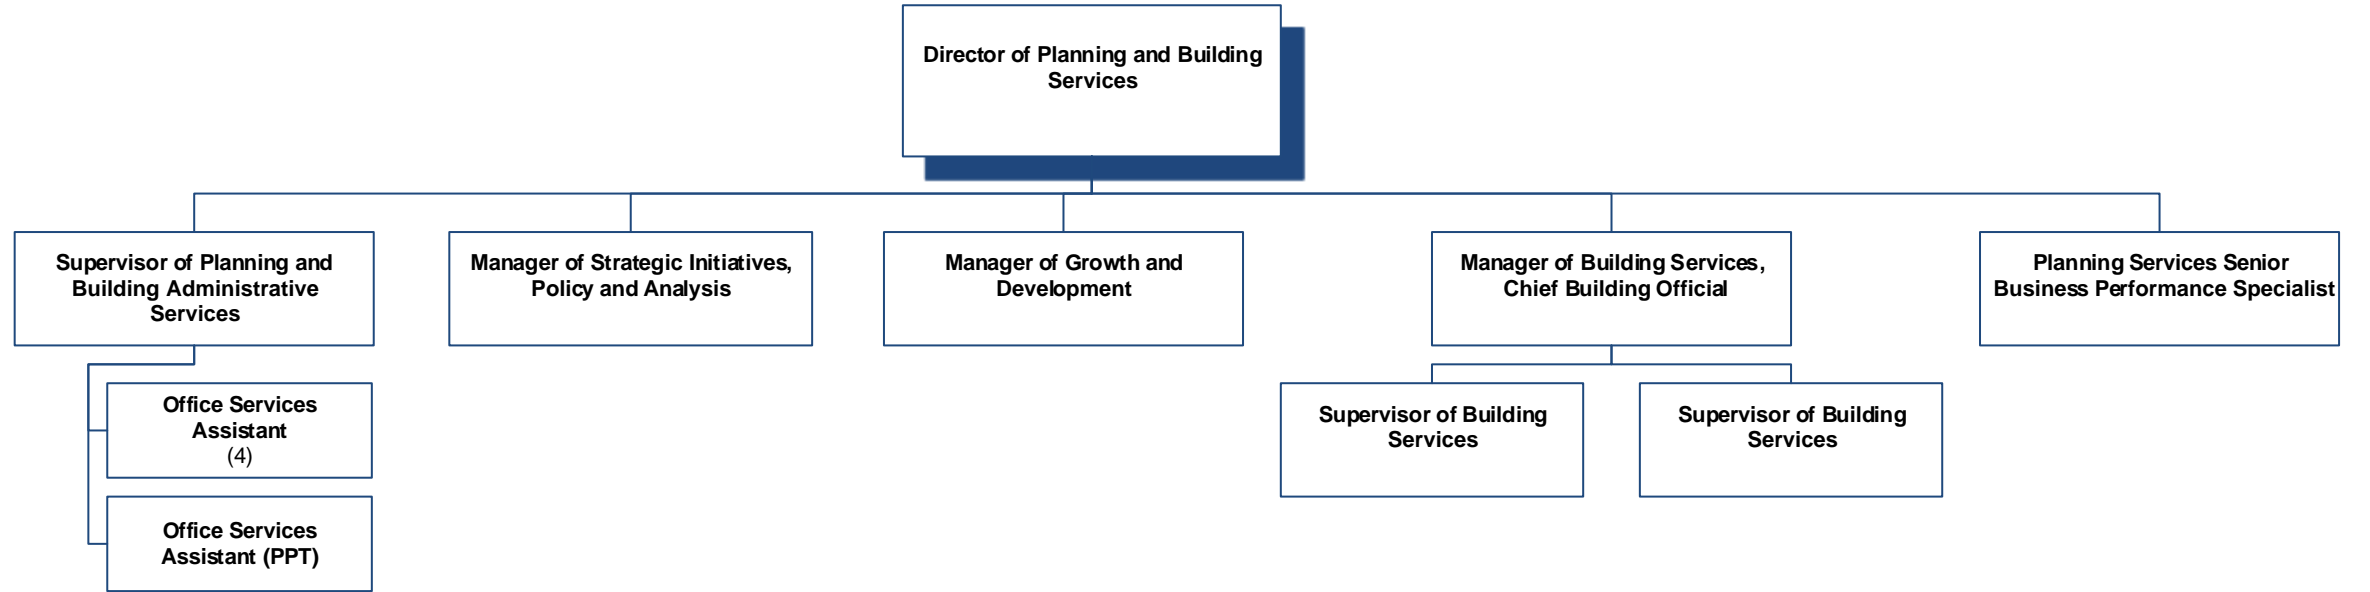 Director of Planning and Building
Services
Supervisor of Planning and
Building Administrative
Services
Manager of Strategic Initiatives,
Policy and Analysis
Manager of Growth and
Development
Manager of Building Services,
Chief Building Official
Planning Services Senior
Business Performance Specialist
Office Services
Assistant
(4)
Office Services
Assistant (PPT)
Supervisor of Building
Services
Supervisor of Building
Services